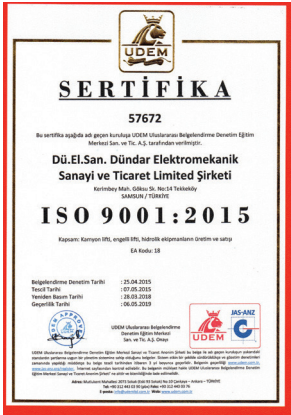 UDEM
SERTİFİKA
57672
Bu sertifika aşağıda adı geçen kuruluşa UDEM Uluslararası Belgelendirme Denetim Eğitim
Merkezi San. ve Tic. A.Ş. tarafından verilmiştir.
Dü.El.San. Dündar Elektromekanik
Sanayi ve Ticaret Limited Şirketi
Kerimbey Mah. Göksu Sk. No:14 Tekkeköy
SAMSUN / TÜRKİYE
ISO 9001:2015
Kapsam: Kamyon lifti, engelli lifti, hidrolik ekipmanların üretim ve satışı
EA Kodu: 18
Belgelendirme Denetim Tarihi : 25.04.2015
Tescil Tarihi : 07.05.2015
Yeniden Basım Tarihi : 28.03.2018
Geçerlilik Tarihi : 06.05.2019
UDEM APPROVED
UDEM Uluslararası Belgelendirme
Denetim Eğitim Merkezi San. ve
Tic. A.Ş. Onayı
UDEM
JAS-ANZ